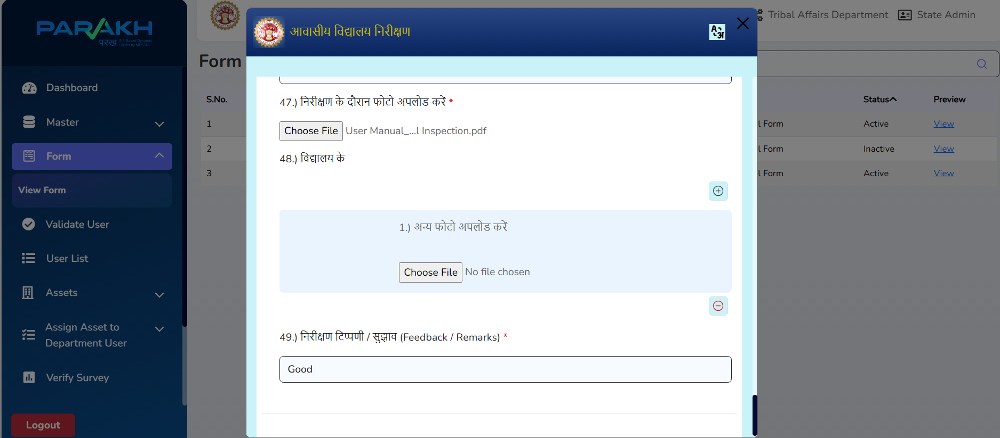 PARAKH
परख GIS Based Dynamic
Forms by MPSSDI
Dashboard
Master
Form
View Form
Validate User
User List
Assets
Assign Asset to
Department User
Verify Survey
Logout
Tribal Affairs Department
State Admin
Form
S.No.
Status
Preview
1
l Form
Active
View
2
l Form
Inactive
View
3
l Form
Active
View
आवासीय विद्यालय निरीक्षण
A
अ
47.) निरीक्षण के दौरान फोटो अपलोड करें *
Choose File User Manual_...l Inspection.pdf
48.) विद्यालय के
1.) अन्य फोटो अपलोड करें
Choose File No file chosen
49.) निरीक्षण टिप्पणी / सुझाव (Feedback / Remarks) *
Good